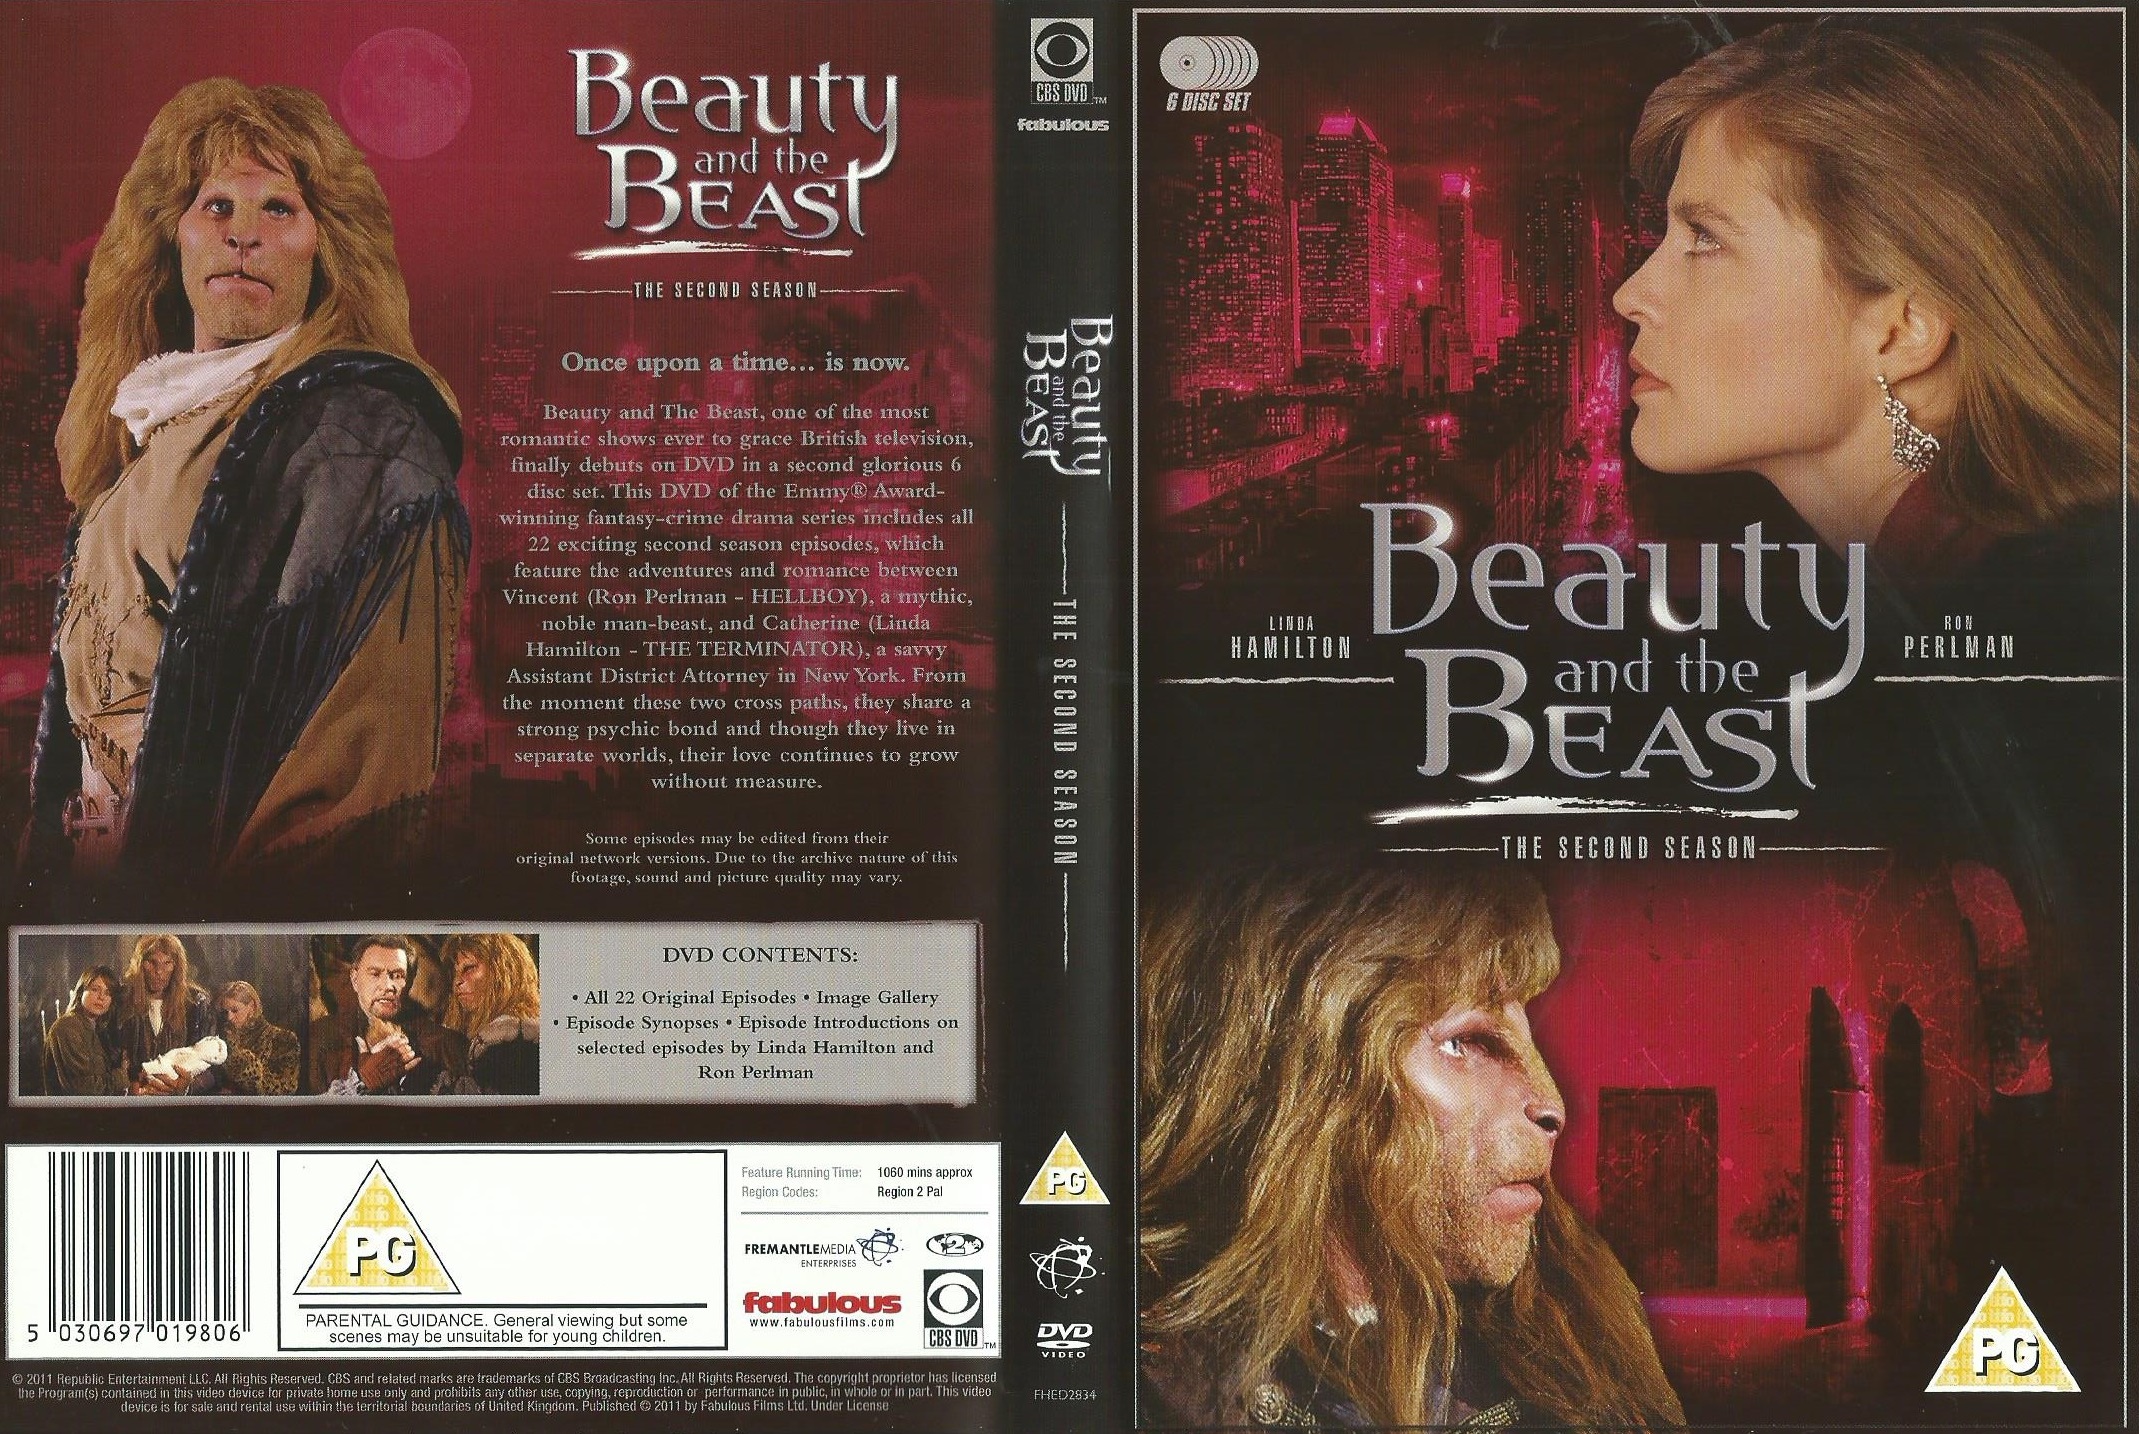 Beauty
and the
BEAST
THE SECOND SEASON
Once upon a time... is now.
Beauty and The Beast, one of the most
romantic shows ever to grace British television,
finally debuts on DVD in a second glorious 6
disc set. This DVD of the Emmy® Award-
winning fantasy-crime drama series includes all
22 exciting second season episodes, which
feature the adventures and romance between
Vincent (Ron Perlman - HELLBOY), a mythic,
noble man-beast, and Catherine (Linda
Hamilton - THE TERMINATOR), a savvy
Assistant District Attorney in New York. From
the moment these two cross paths, they share a
strong psychic bond and though they live in
separate worlds, their love continues to grow
without measure.
Some episodes may be edited from their
original network versions. Due to the archive nature of this
footage, sound and picture quality may vary.
DVD CONTENTS:
• All 22 Original Episodes • Image Gallery
• Episode Synopses • Episode Introductions on
selected episodes by Linda Hamilton and
Ron Perlman
5 030697 019806
PG
PARENTAL GUIDANCE. General viewing but some
scenes may be unsuitable for young children.
Feature Running Time: 1060 mins approx
Region Codes: Region 2 Pal
FREMANTLEMEDIA
ENTERPRISES
2
fabulous
www.fabulousfilms.com
CBS DVD™
© 2011 Republic Entertainment LLC. All Rights Reserved. CBS and related marks are trademarks of CBS Broadcasting Inc. All Rights Reserved. The copyright proprietor has licensed
the Program(s) contained in this video device for private home use only and prohibits any other use, copying, reproduction or performance in public, in whole or in part. This video
device is for sale and rental use within the territorial boundaries of United Kingdom. Published © 2011 by Fabulous Films Ltd. Under License
CBS DVD™
fabulous
Beauty
and the
BEAST
THE SECOND SEASON
PG
DVD
VIDEO
FHED2834
6 DISC SET
LINDA
HAMILTON
Beauty
and the
BEAST
RON
PERLMAN
THE SECOND SEASON
PG